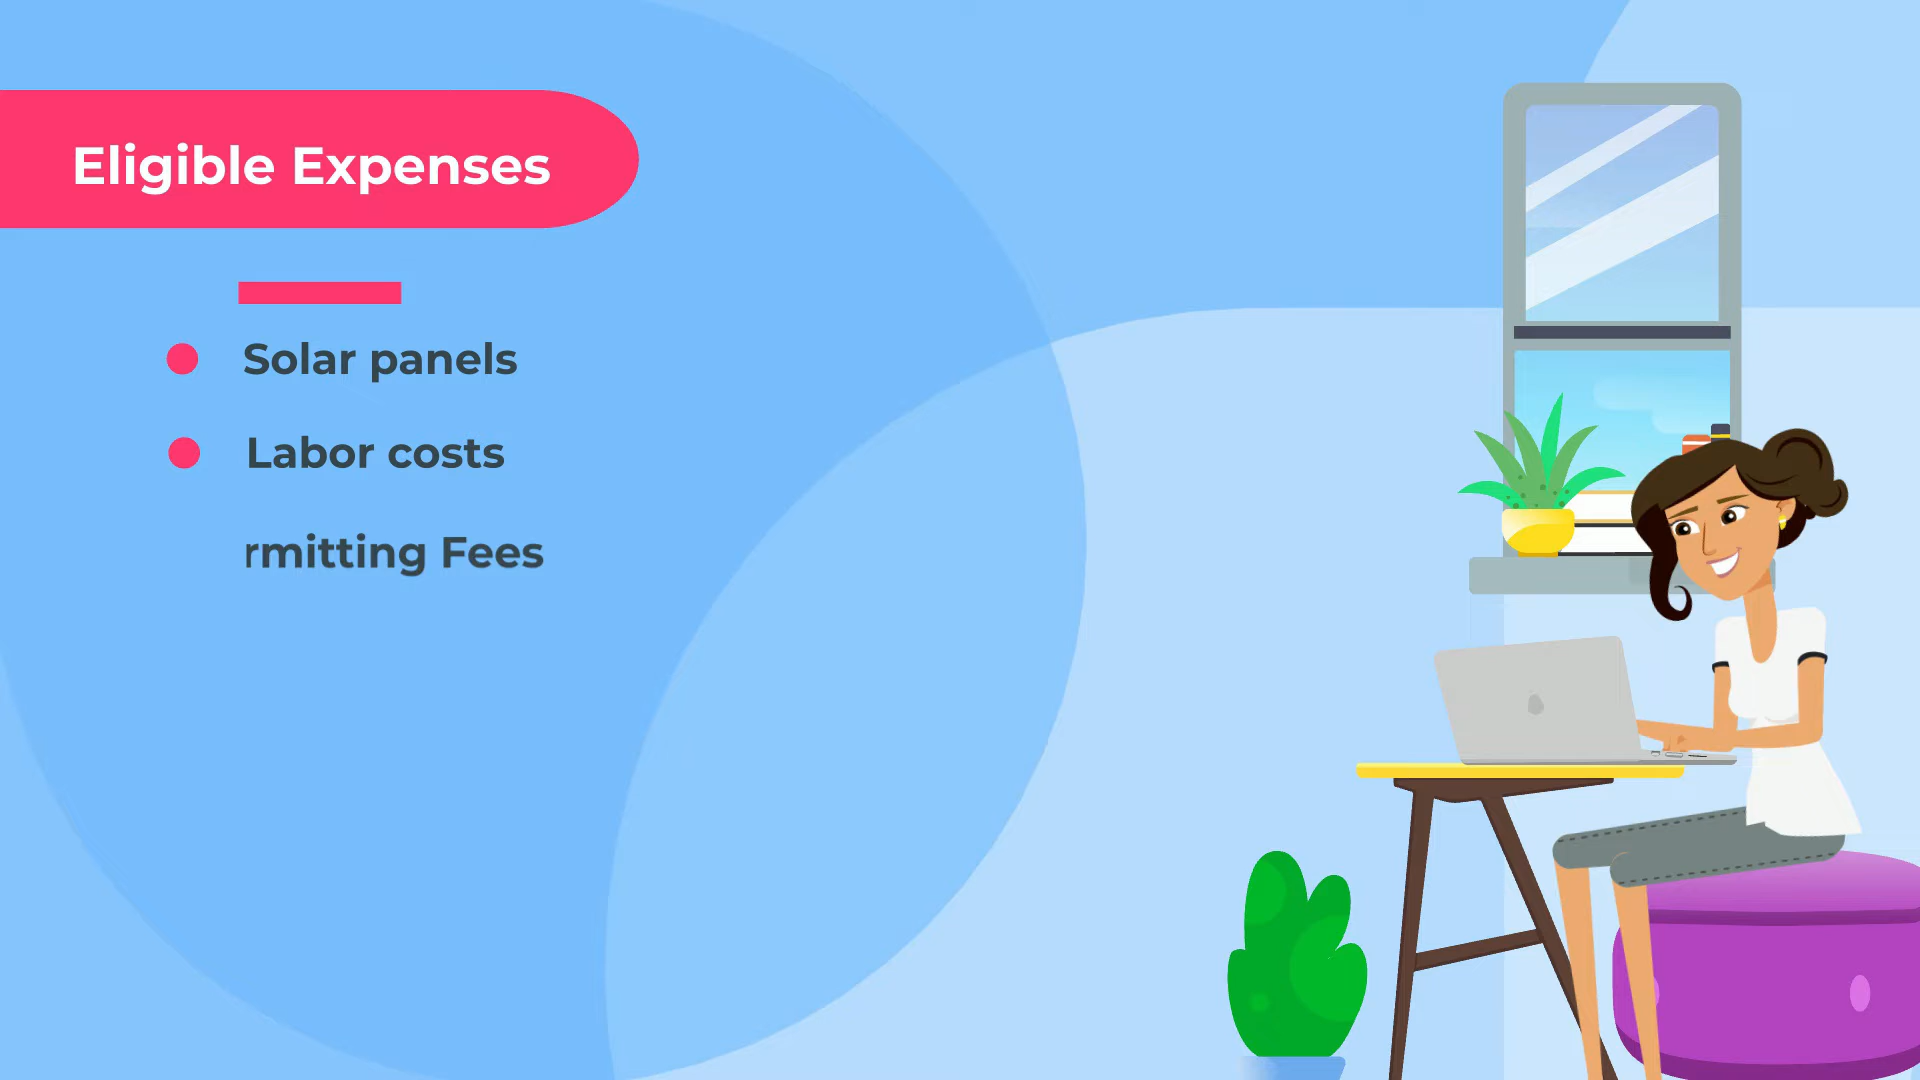 Eligible Expenses
Solar panels
Labor costs
rmitting Fees